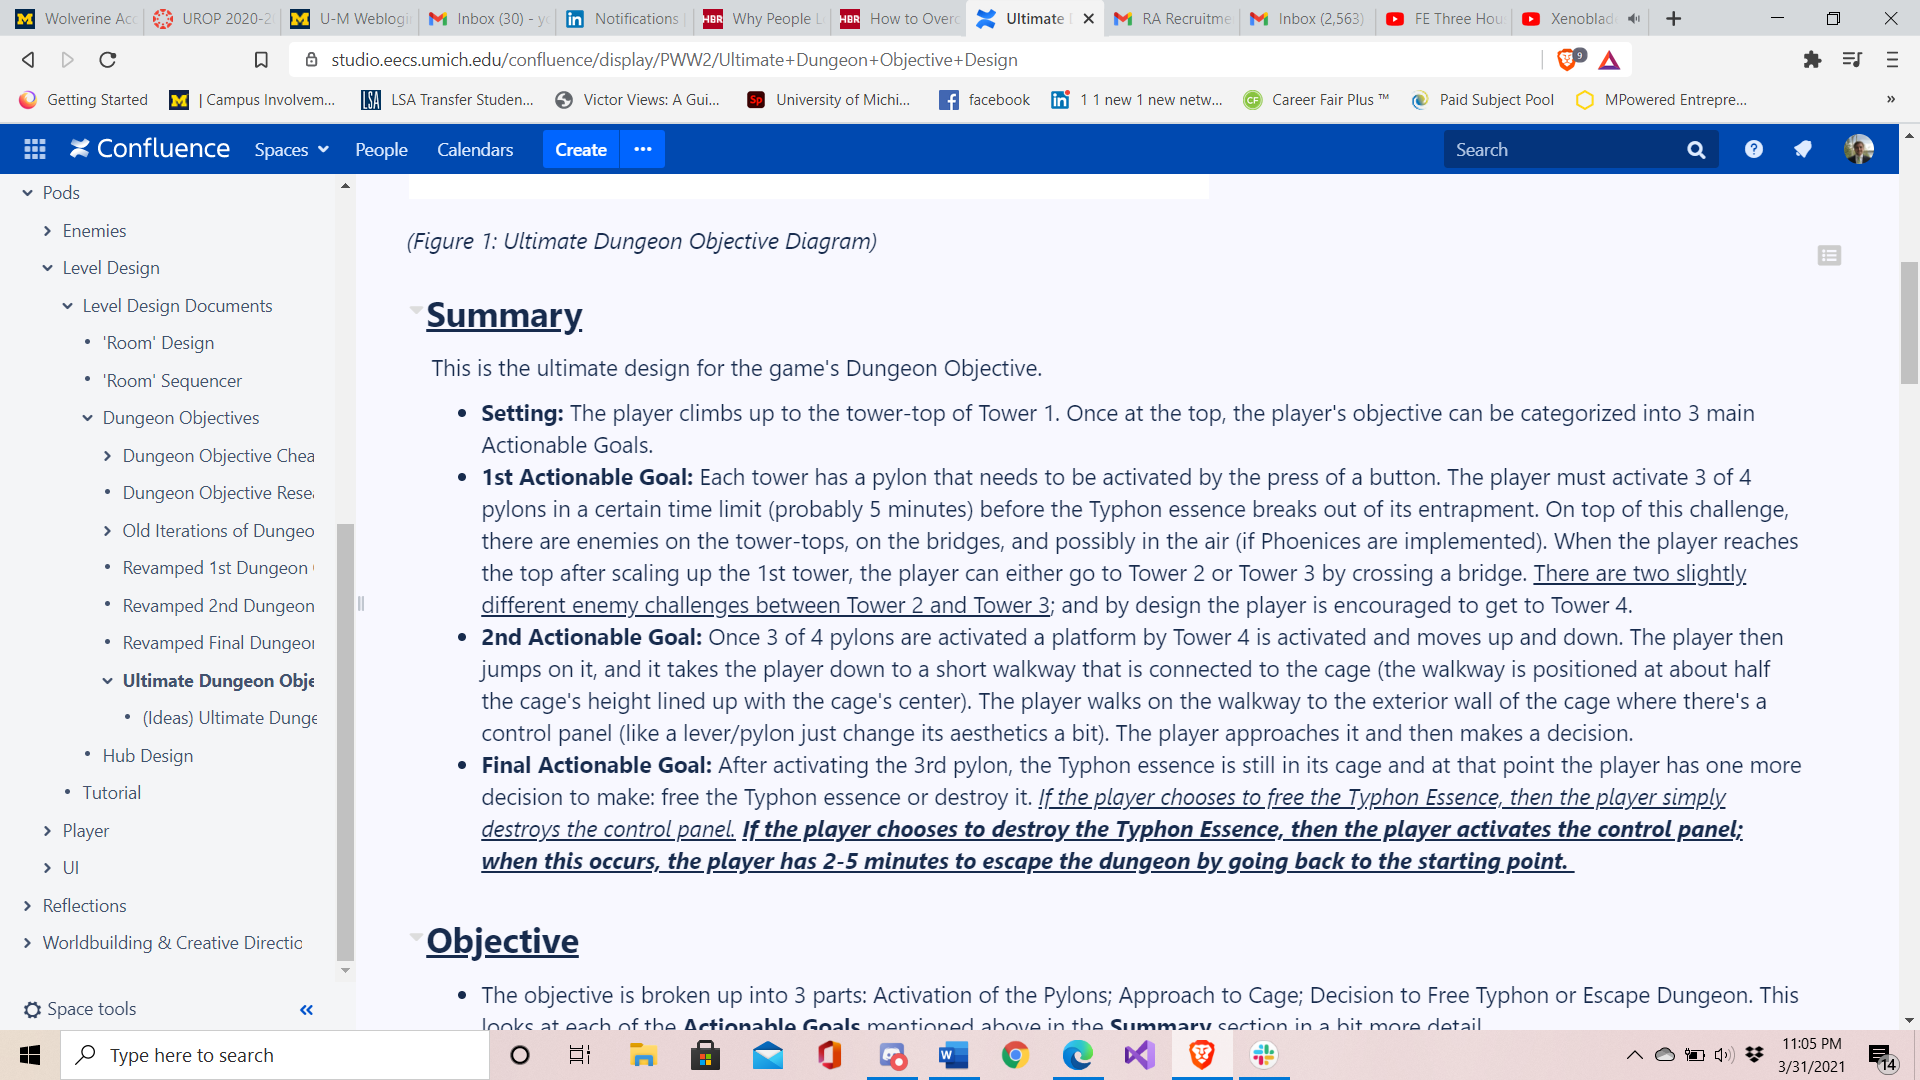 Wolverine Acc
UROP 2020-2
U-M Weblogi
Inbox (30) - y
Notifications
HBR
Why People L
HBR
How to Overc
Ultimate
RA Recruitme
Inbox (2,563)
FE Three Hou
Xenoblad
studio.eecs.umich.edu/confluence/display/PWW2/Ultimate+Dungeon+Objective+Design
9
Getting Started
| Campus Involvem...
LSA
LSA Transfer Studen...
Victor Views: A Gui...
Sp
University of Michi...
facebook
1 1 new 1 new netw...
CF
Career Fair Plus ™
Paid Subject Pool
MPowered Entrepre...
»
Confluence
Spaces
People
Calendars
Create
Search
Pods
Enemies
Level Design
Level Design Documents
• 'Room' Design
• 'Room' Sequencer
Dungeon Objectives
Dungeon Objective Chea
• Dungeon Objective Rese
Old Iterations of Dungeo
• Revamped 1st Dungeon
• Revamped 2nd Dungeon
• Revamped Final Dungeor
Ultimate Dungeon Obje
• (Ideas) Ultimate Dunge
• Hub Design
• Tutorial
Player
UI
Reflections
Worldbuilding & Creative Directio
Space tools
(Figure 1: Ultimate Dungeon Objective Diagram)
Summary
This is the ultimate design for the game's Dungeon Objective.
• Setting: The player climbs up to the tower-top of Tower 1. Once at the top, the player's objective can be categorized into 3 main
Actionable Goals.
• 1st Actionable Goal: Each tower has a pylon that needs to be activated by the press of a button. The player must activate 3 of 4
pylons in a certain time limit (probably 5 minutes) before the Typhon essence breaks out of its entrapment. On top of this challenge,
there are enemies on the tower-tops, on the bridges, and possibly in the air (if Phoenices are implemented). When the player reaches
the top after scaling up the 1st tower, the player can either go to Tower 2 or Tower 3 by crossing a bridge. There are two slightly
different enemy challenges between Tower 2 and Tower 3; and by design the player is encouraged to get to Tower 4.
• 2nd Actionable Goal: Once 3 of 4 pylons are activated a platform by Tower 4 is activated and moves up and down. The player then
jumps on it, and it takes the player down to a short walkway that is connected to the cage (the walkway is positioned at about half
the cage's height lined up with the cage's center). The player walks on the walkway to the exterior wall of the cage where there's a
control panel (like a lever/pylon just change its aesthetics a bit). The player approaches it and then makes a decision.
• Final Actionable Goal: After activating the 3rd pylon, the Typhon essence is still in its cage and at that point the player has one more
decision to make: free the Typhon essence or destroy it. If the player chooses to free the Typhon Essence, then the player simply
destroys the control panel. If the player chooses to destroy the Typhon Essence, then the player activates the control panel;
when this occurs, the player has 2-5 minutes to escape the dungeon by going back to the starting point.
Objective
• The objective is broken up into 3 parts: Activation of the Pylons; Approach to Cage; Decision to Free Typhon or Escape Dungeon. This
looks at each of the Actionable Goals mentioned above in the Summary section in a bit more detail.
Type here to search
11:05 PM
3/31/2021
14